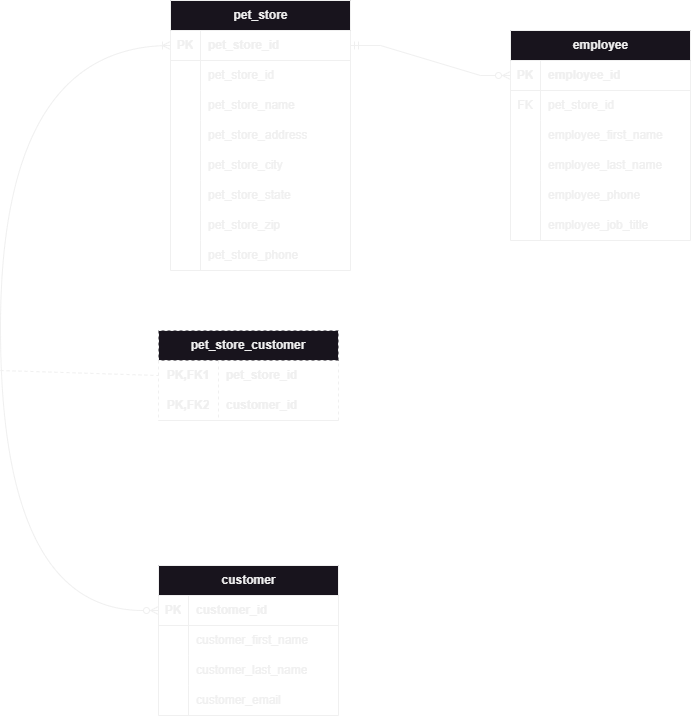 pet_store
PK pet_store_id
pet_store_id
pet_store_name
pet_store_address
pet_store_city
pet_store_state
pet_store_zip
pet_store_phone
employee
PK employee_id
FK pet_store_id
employee_first_name
employee_last_name
employee_phone
employee_job_title
pet_store_customer
PK,FK1 pet_store_id
PK,FK2 customer_id
customer
PK customer_id
customer_first_name
customer_last_name
customer_email